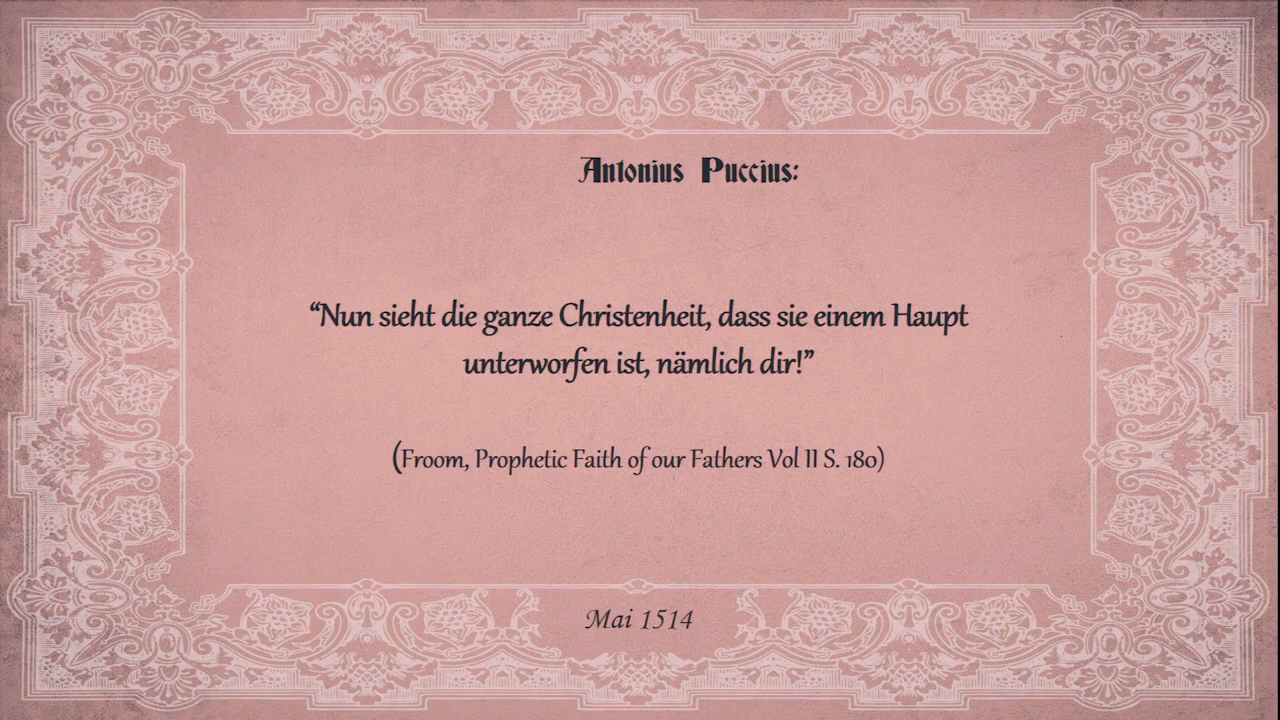 Antonius Puccius:
“Nun sieht die ganze Christenheit, dass sie einem Haupt
unterworfen ist, nämlich dir!”
(Froom, Prophetic Faith of our Fathers Vol II S. 180)
Mai 1514